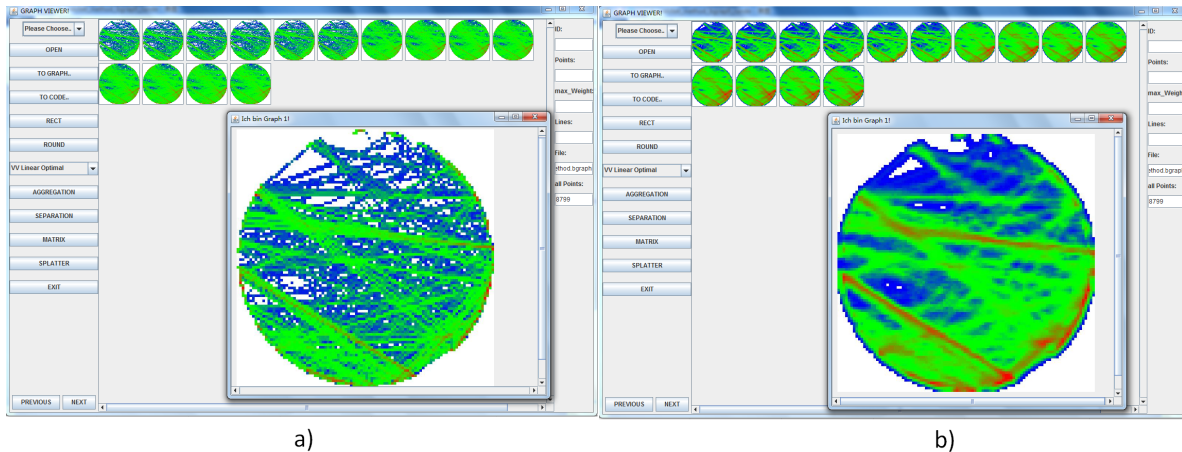 GRAPH VIEWER!
Please Choose..
OPEN
TO GRAPH..
TO CODE..
RECT
ROUND
VV Linear Optimal
AGGREGATION
SEPARATION
MATRIX
SPLATTER
EXIT
PREVIOUS NEXT
Ich bin Graph 1!
ID:
Points:
max_Weight:
Lines:
File:
ethod.bgraph
all Points:
8799
a)
GRAPH VIEWER!
Please Choose..
OPEN
TO GRAPH..
TO CODE..
RECT
ROUND
VV Linear Optimal
AGGREGATION
SEPARATION
MATRIX
SPLATTER
EXIT
PREVIOUS NEXT
Ich bin Graph 1!
ID:
Points:
max_Weight:
Lines:
File:
ethod.bgraph
all Points:
8799
b)